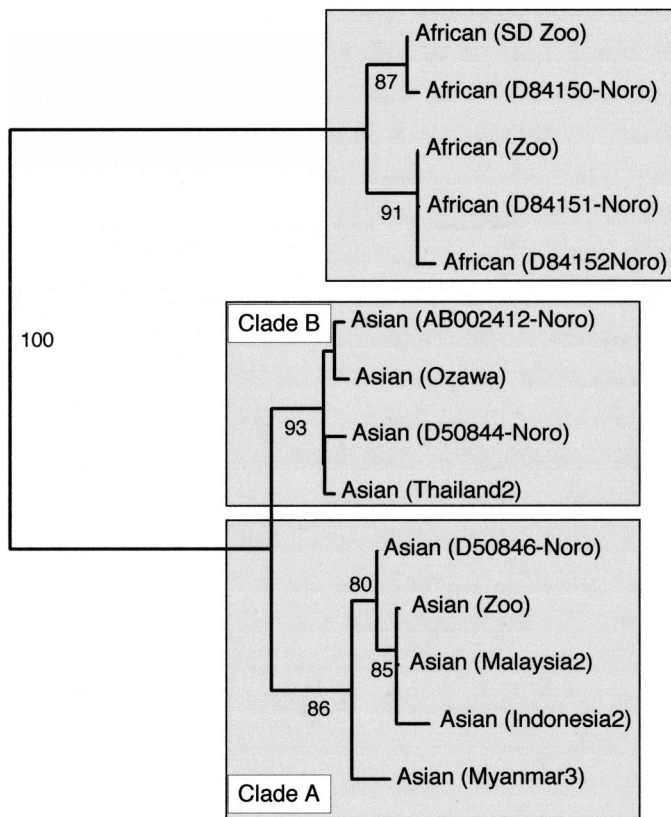 African (SD Zoo)
87
African (D84150-Noro)
African (Zoo)
91
African (D84151-Noro)
African (D84152Noro)
100
Clade B
Asian (AB002412-Noro)
Asian (Ozawa)
93
Asian (D50844-Noro)
Asian (Thailand2)
Asian (D50846-Noro)
80
Asian (Zoo)
85
Asian (Malaysia2)
86
Asian (Indonesia2)
Asian (Myanmar3)
Clade A